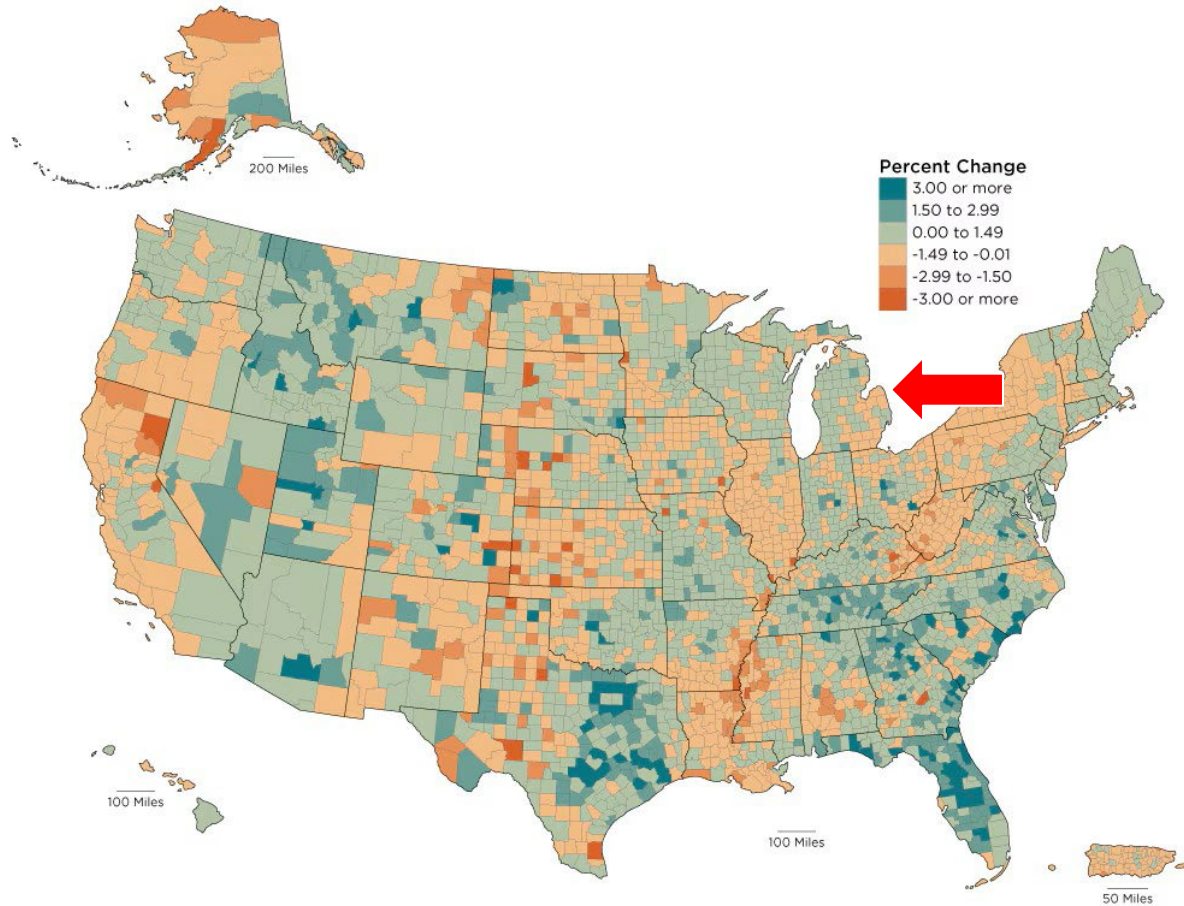 200 Miles
Percent Change
3.00 or more
1.50 to 2.99
0.00 to 1.49
-1.49 to -0.01
-2.99 to -1.50
-3.00 or more
100 Miles
100 Miles
50 Miles